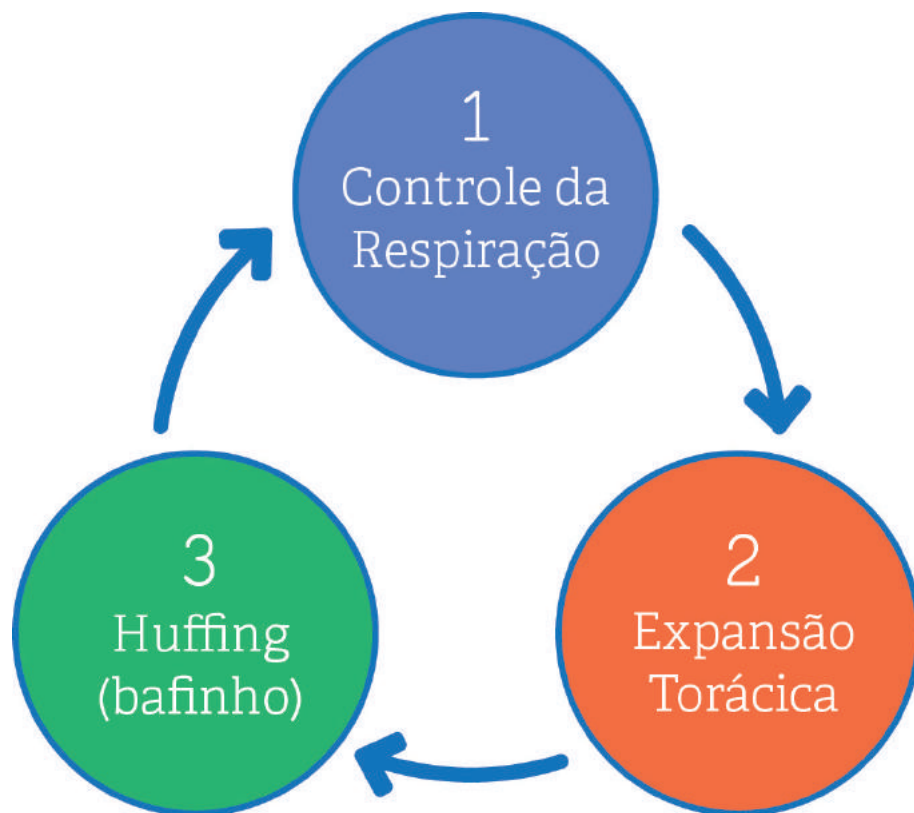 1
Controle da
Respiração
2
Expansão
Torácica
3
Huffing
(bafinho)